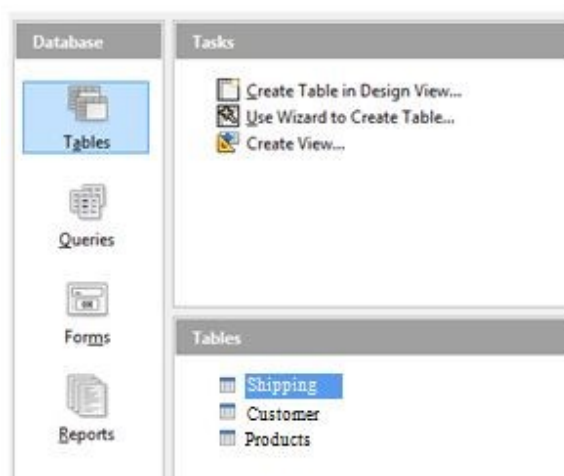 Database
Tables
Queries
Forms
Reports
Tasks
Create Table in Design View...
Use Wizard to Create Table...
Create View...
Tables
Shipping
Customer
Products